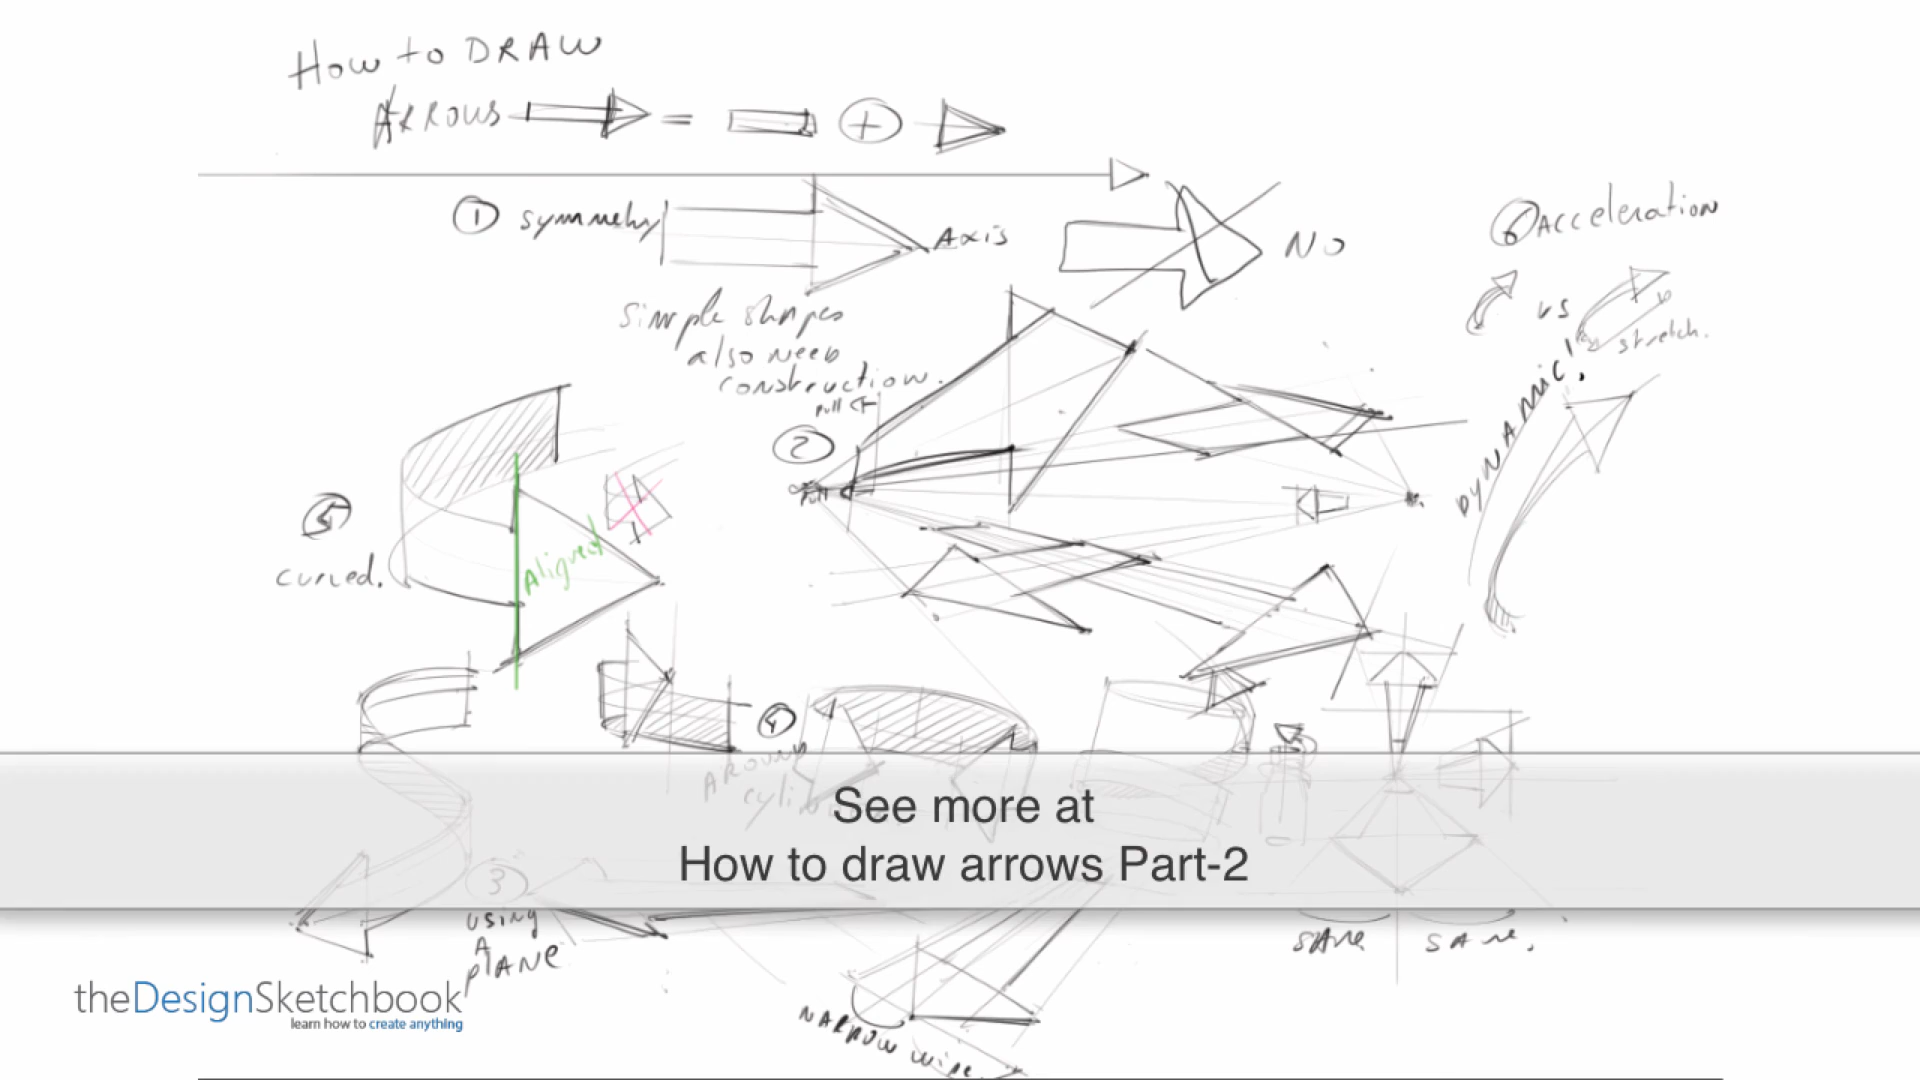 How to DRAW
ARROWS = +
1 symmetry
Axis
NO
6 Acceleration
vs
stretch.
simple shapes
also need
construction.
2
DYNAMIC!
5
curved.
Aligned
4
Around
See more at
How to draw arrows Part-2
3
using
A
PLANE
same same.
theDesignSketchbook
learn how to create anything
NARROW